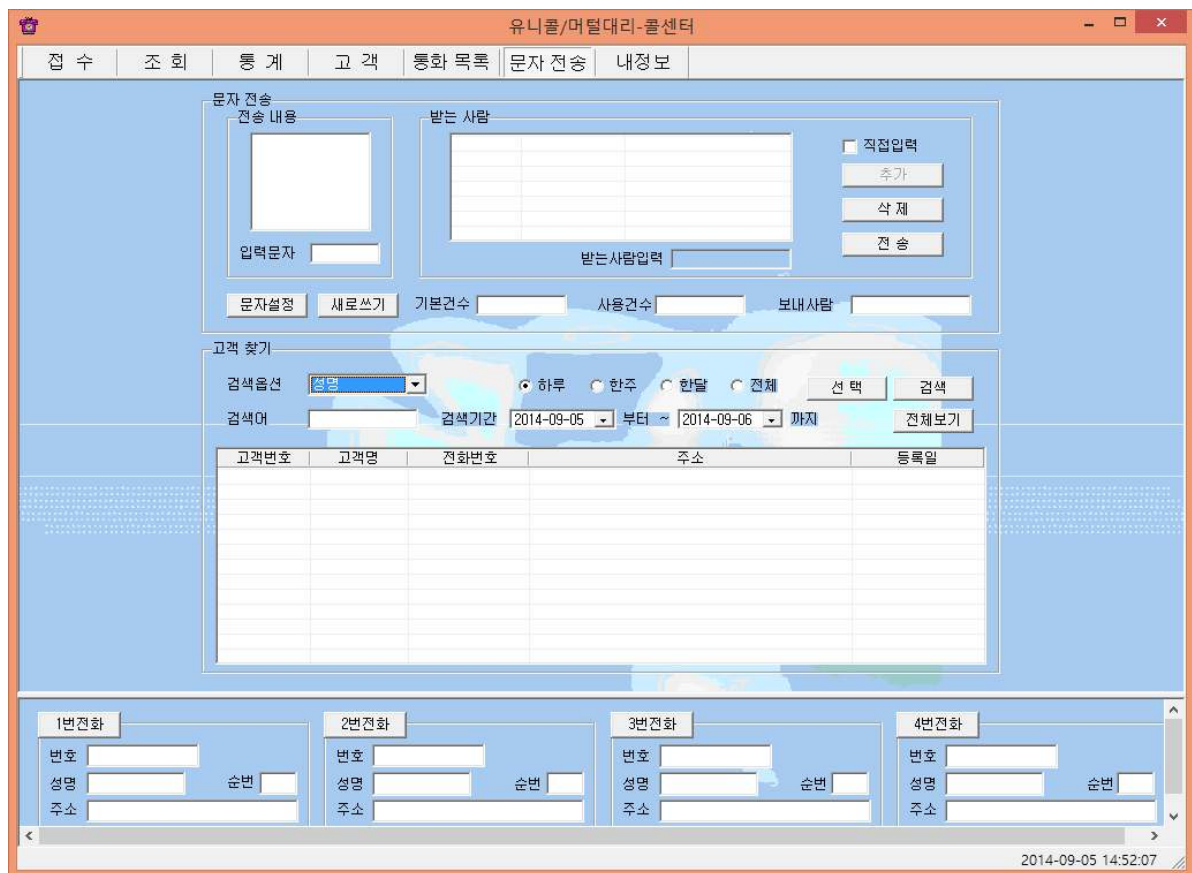 유니콜/머털대리-콜센터
접 수 조 회 통 계 고 객 통화 목록 문자 전송 내정보
문자 전송
전송 내용 받는 사람
직접입력
추가
삭 제
전 송
입력문자 받는사람입력
문자설정 새로쓰기 기본건수 사용건수 보내사람
고객 찾기
검색옵션 성명 하루 한주 한달 전체 선 택 검색
검색어 검색기간 2014-09-05 부터 ~ 2014-09-06 까지 전체보기
고객번호 고객명 전화번호 주소 등록일
1번전화 2번전화 3번전화 4번전화
번호 번호 번호 번호
성명 순번 성명 순번 성명 순번 성명 순번
주소 주소 주소 주소
2014-09-05 14:52:07